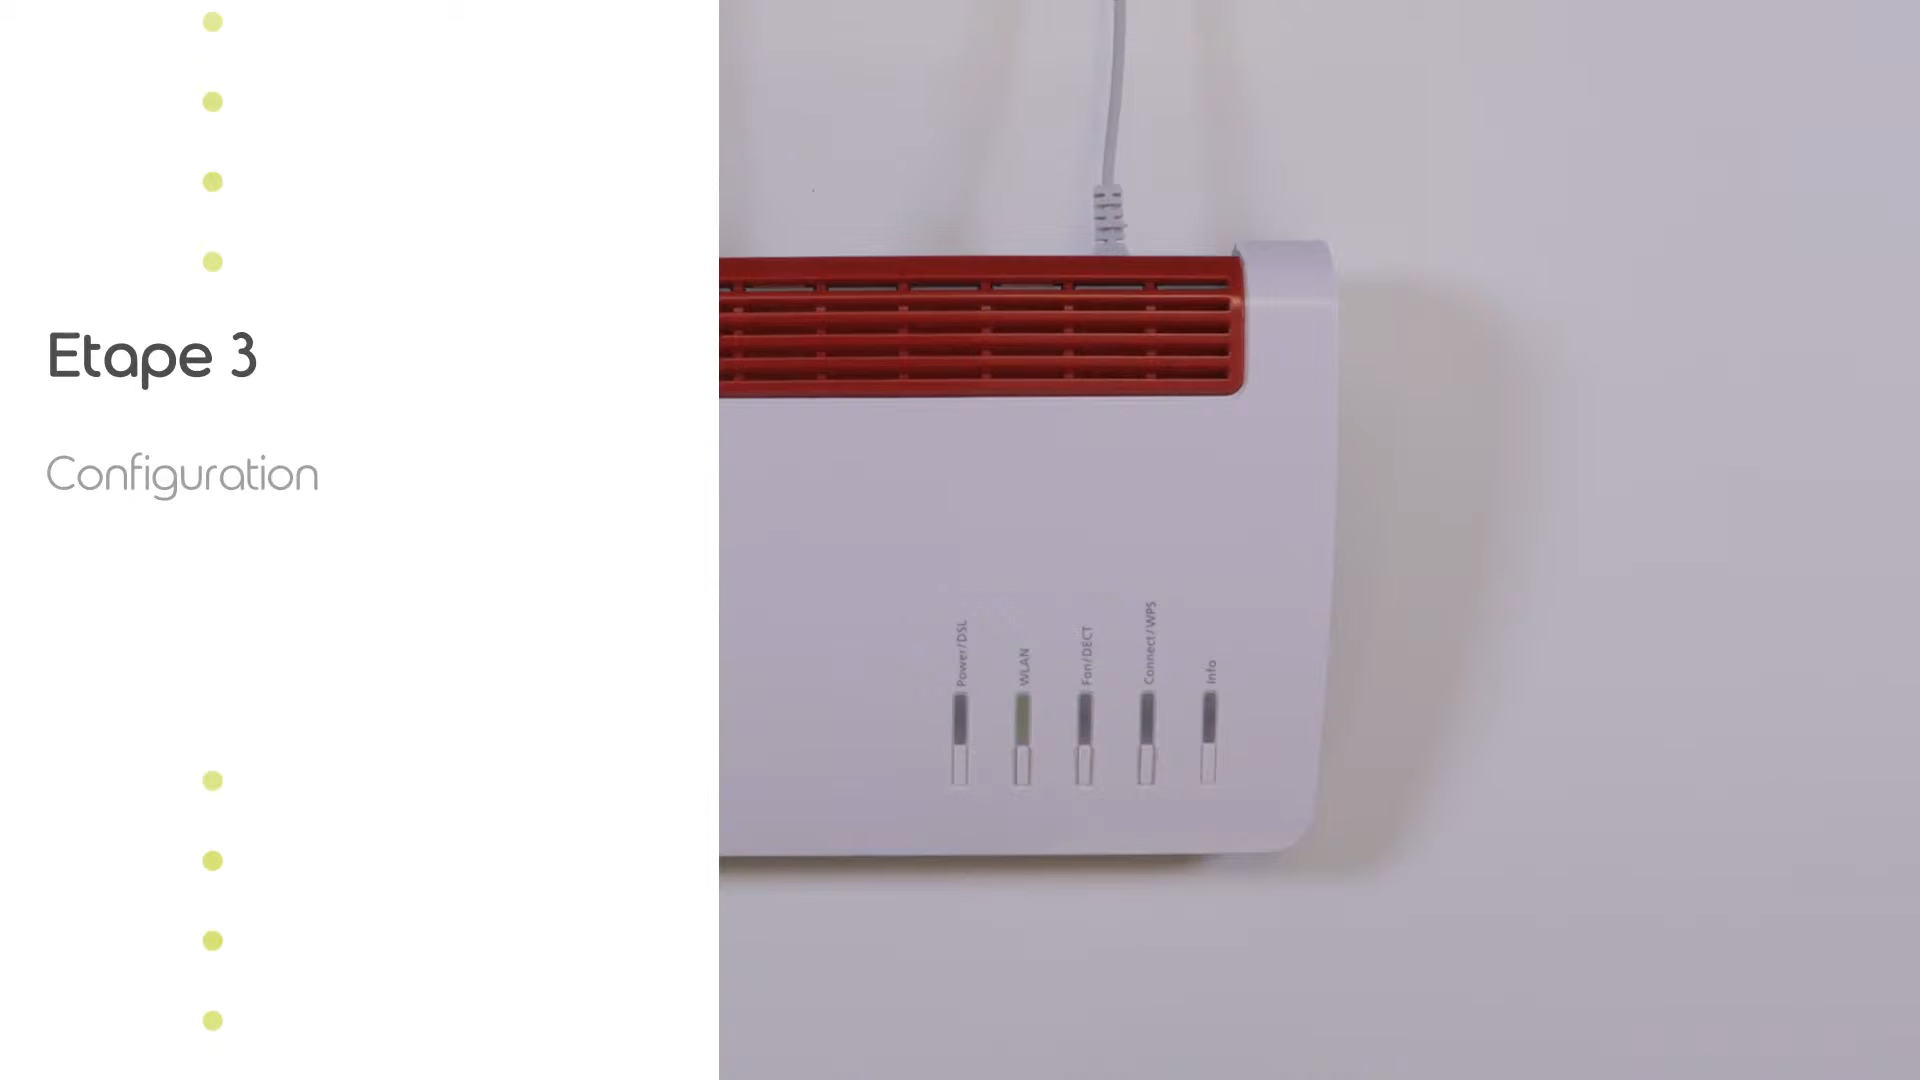 Etape 3
Configuration
Power/DSL
WLAN
Fon/DECT
Connect/WPS
Info